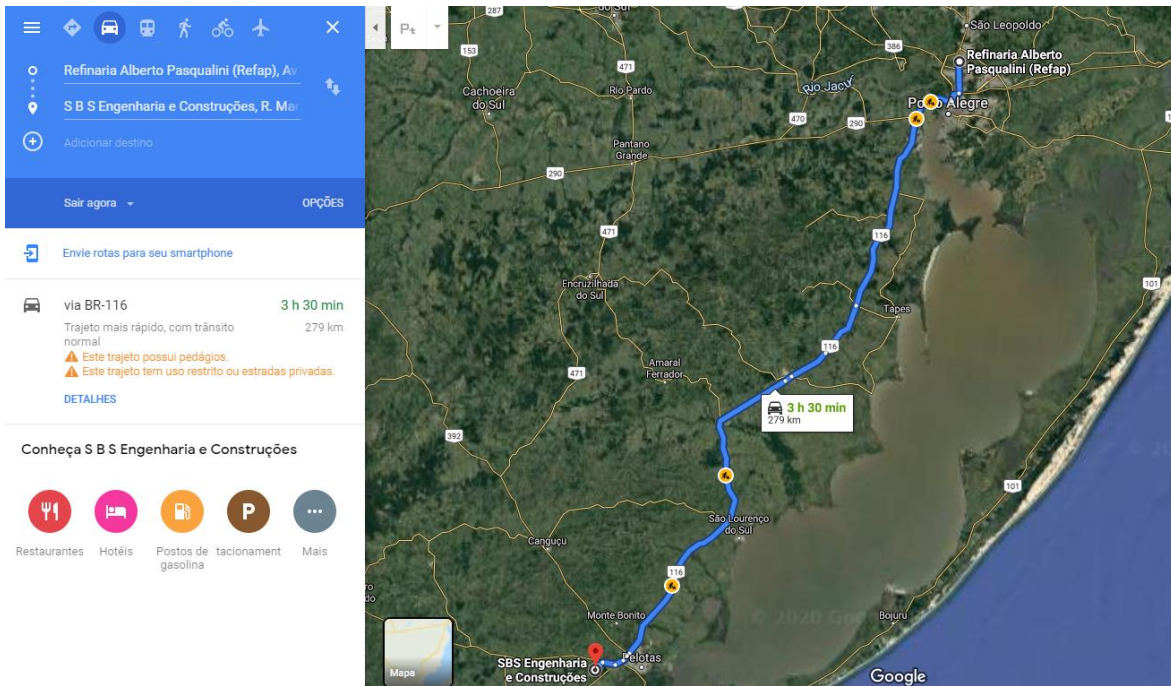 Refinaria Alberto Pasqualini (Refap), Av
S B S Engenharia e Construções, R. Mar
Adicionar destino
Sair agora
OPÇÕES
Envie rotas para seu smartphone
via BR-116
3 h 30 min
Trajeto mais rápido, com trânsito
279 km
normal
Este trajeto possui pedágios.
Este trajeto tem uso restrito ou estradas privadas.
DETALHES
Conheça S B S Engenharia e Construções
P
Restaurantes
Hotéis
Postos de
gasolina
tacionament
Mais
287
do Sul
153
471
386
São Leopoldo
Refinaria Alberto
Pasqualini (Refap)
Cachoeira
do Sul
Rio Pardo
Rio Jacuí
Alegre
470
290
Pantano
Grande
290
471
116
Encruzilhada
do Sul
101
Tapes
116
Amaral
Ferrador
471
3 h 30 min
279 km
392
101
São Lourenço
do Sul
Canguçu
116
Monte Bonito
Bojuru
© 2020
Pelotas
SBS Engenharia
e Construções
Mapa
Google